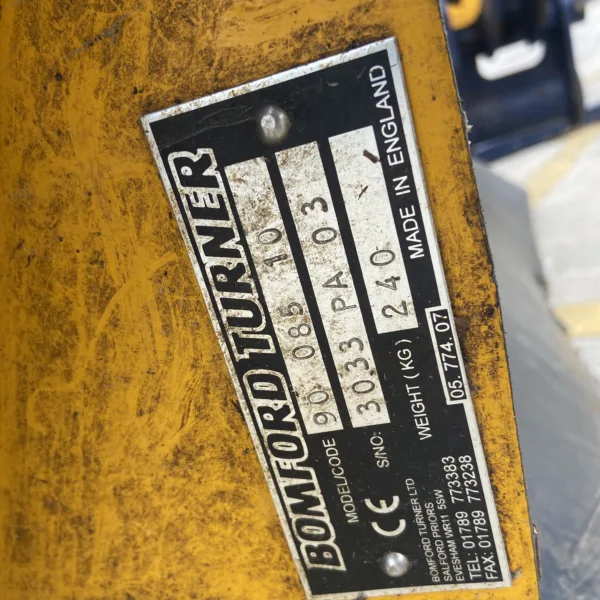 BOMFORD TURNER
MODEL/CODE 90 085 10
S/NO: 3033 PA 03
WEIGHT (KG) 240
MADE IN ENGLAND
CE
05.774.07
BOMFORD TURNER LTD
SALFORD PRIORS
EVESHAM WR11 5SW
TEL: 01789 773383
FAX: 01789 773238